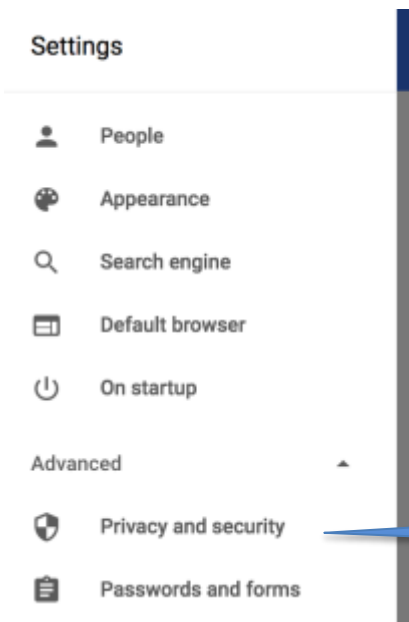 Settings
People
Appearance
Search engine
Default browser
On startup
Advanced
Privacy and security
Passwords and forms